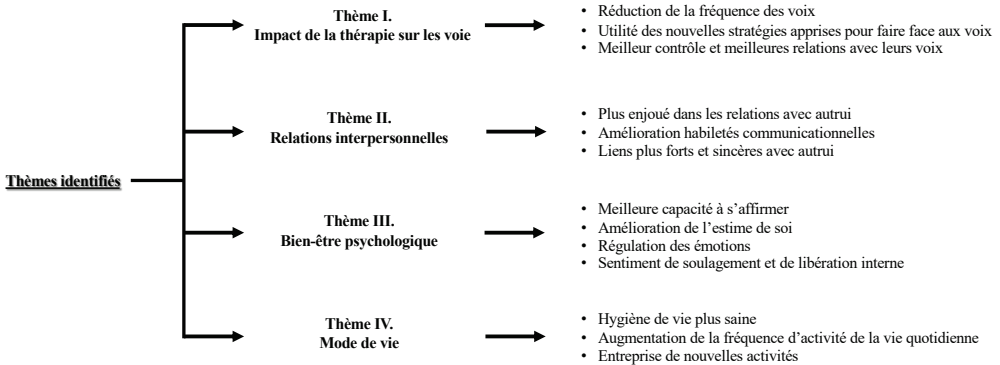 Thème I.
Impact de la thérapie sur les voie
• Réduction de la fréquence des voix
• Utilité des nouvelles stratégies apprises pour faire face aux voix
• Meilleur contrôle et meilleures relations avec leurs voix
Thème II.
Relations interpersonnelles
• Plus enjoué dans les relations avec autrui
• Amélioration habiletés communicationnelles
• Liens plus forts et sincères avec autrui
Thèmes identifiés
Thème III.
Bien-être psychologique
• Meilleure capacité à s’affirmer
• Amélioration de l’estime de soi
• Régulation des émotions
• Sentiment de soulagement et de libération interne
Thème IV.
Mode de vie
• Hygiène de vie plus saine
• Augmentation de la fréquence d’activité de la vie quotidienne
• Entreprise de nouvelles activités